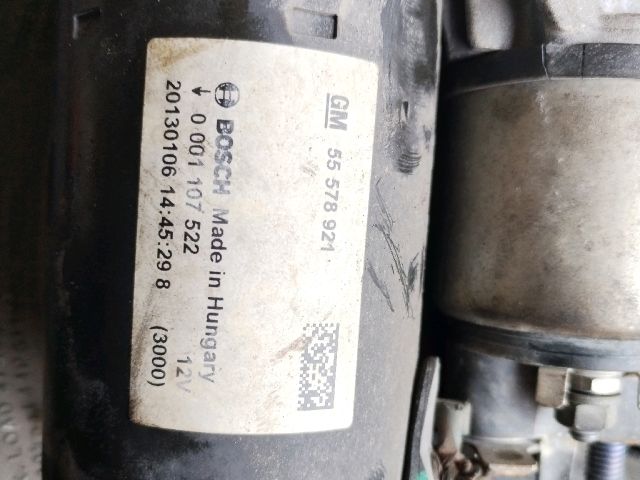 GM 55 578 921
BOSCH Made in Hungary 12V
0 001 107 522
20130106 14:45:29 8 (3000)